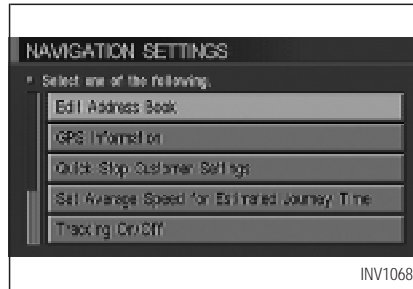 NAVIGATION SETTINGS
Select one of the following.
Edit Address Book
GPS Information
Quick Stop Customer Settings
Set Average Speed for Estimated Journey Time
Tracking On/Off
INV1068